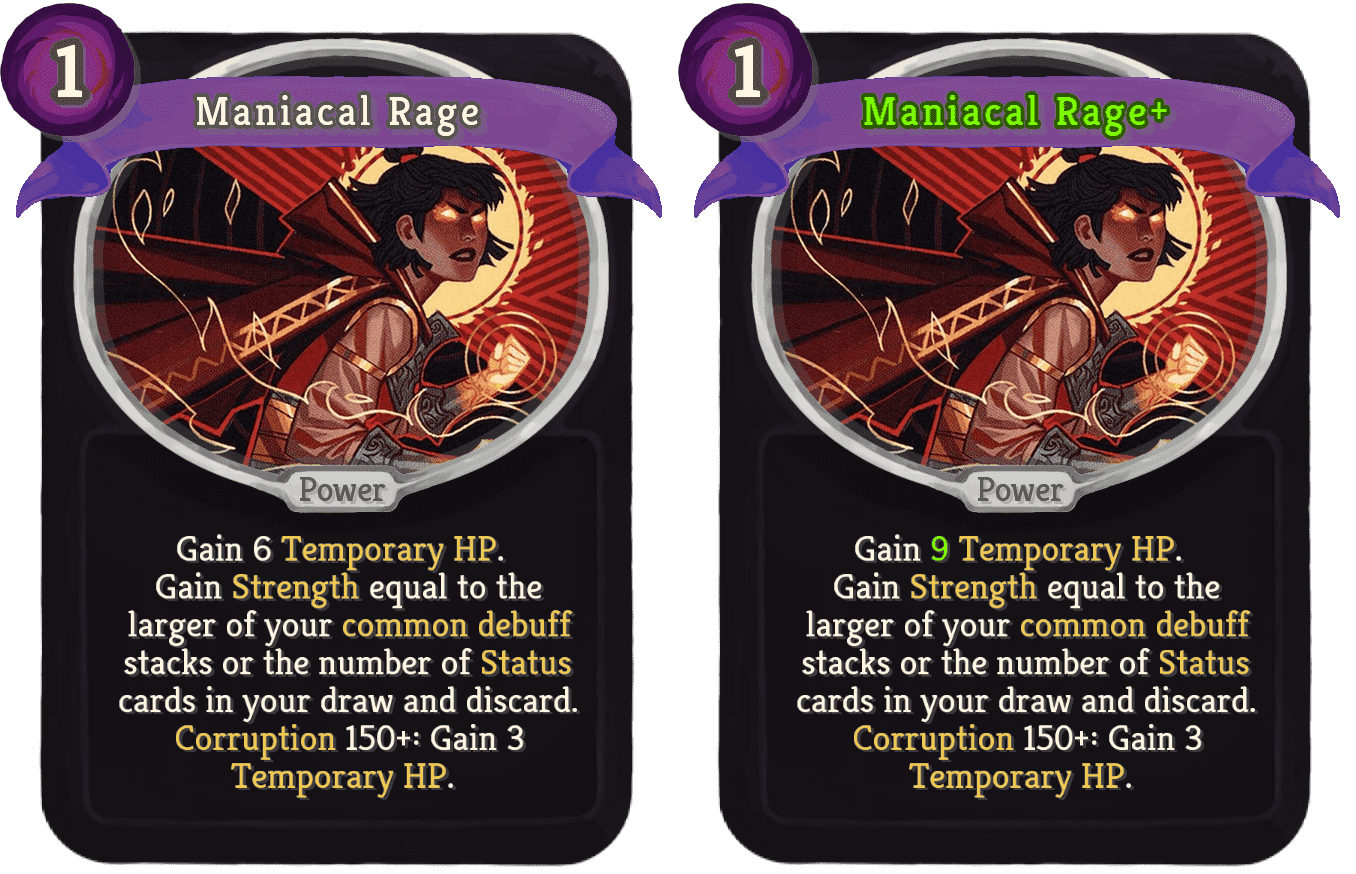 1
Maniacal Rage
Power
Gain 6 Temporary HP.
Gain Strength equal to the
larger of your common debuff
stacks or the number of Status
cards in your draw and discard.
Corruption 150+: Gain 3
Temporary HP.
1
Maniacal Rage+
Power
Gain 9 Temporary HP.
Gain Strength equal to the
larger of your common debuff
stacks or the number of Status
cards in your draw and discard.
Corruption 150+: Gain 3
Temporary HP.